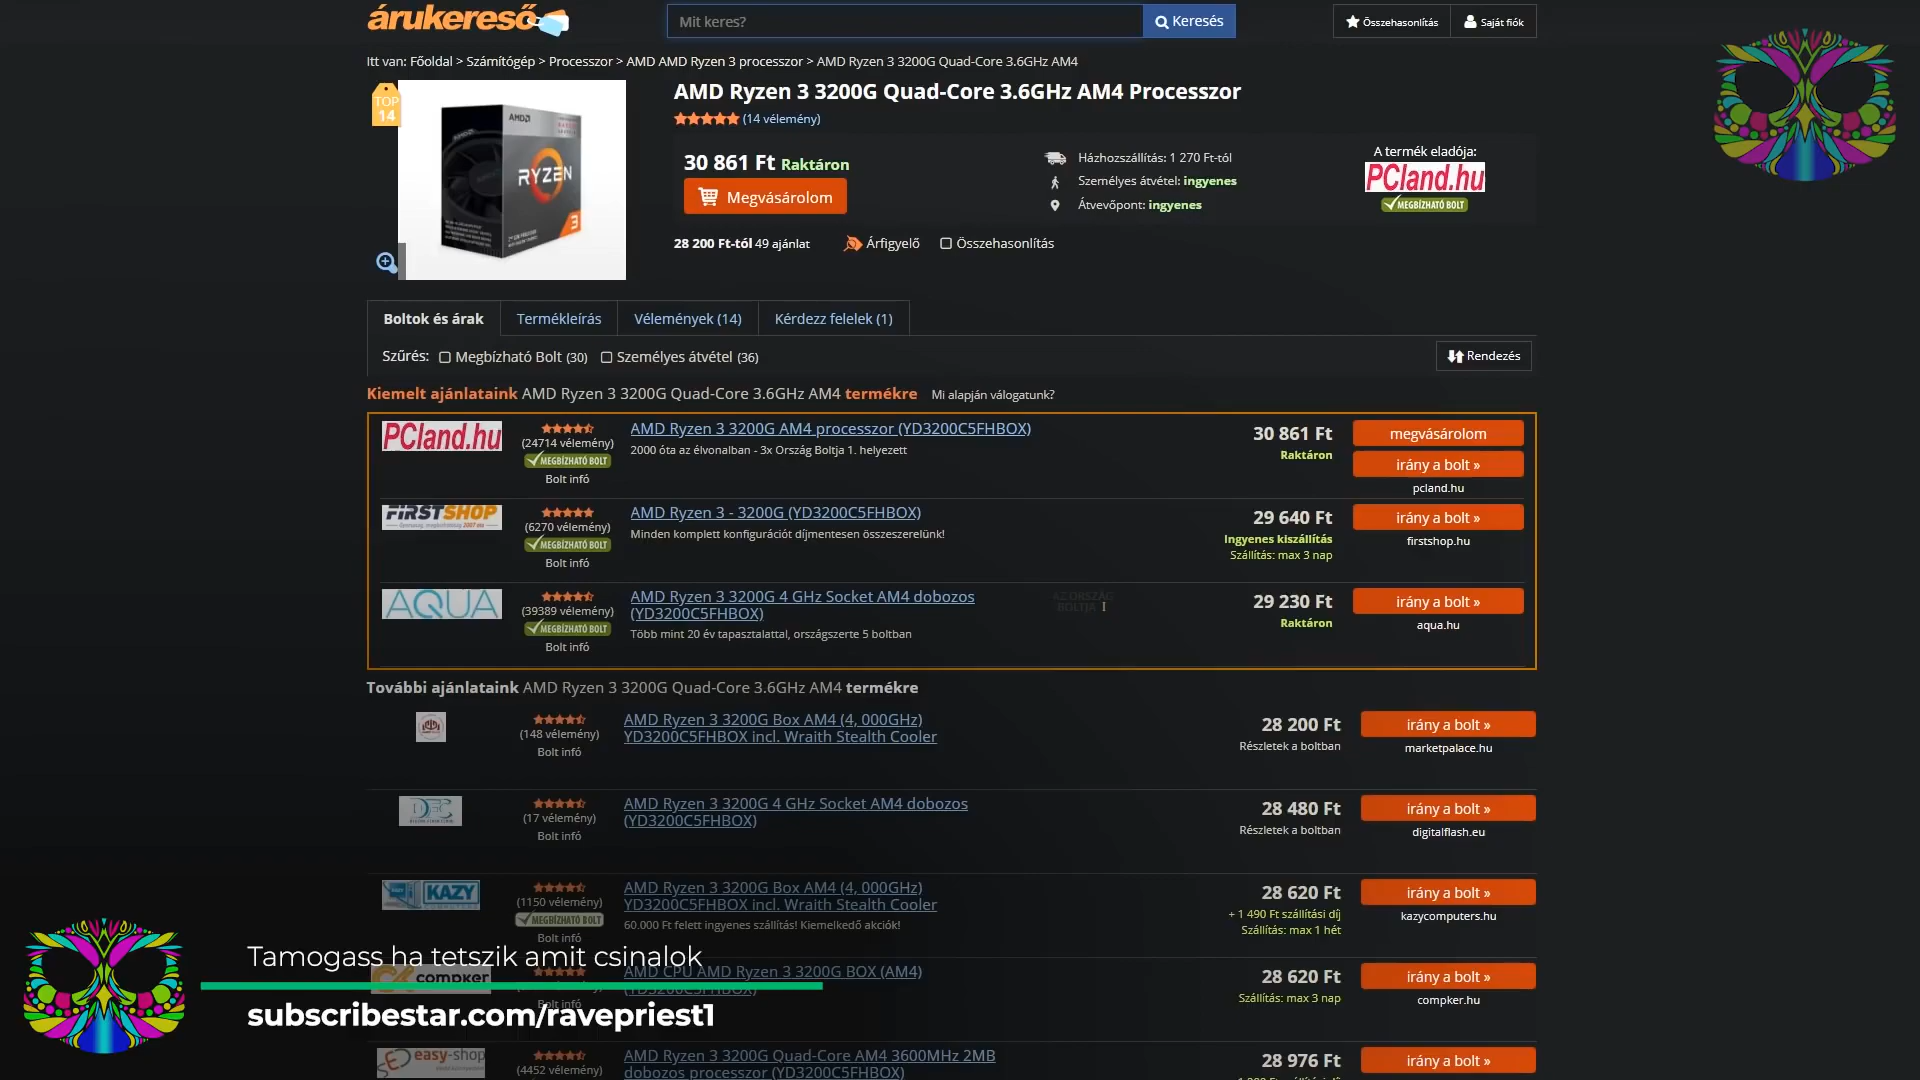 árukereső
Mit keres?
Keresés
Összehasonlítás
Saját fiók
Itt van: Főoldal > Számítógép > Processzor > AMD AMD Ryzen 3 processzor > AMD Ryzen 3 3200G Quad-Core 3.6GHz AM4
TOP
14
AMD
RYZEN
3
AMD Ryzen 3 3200G Quad-Core 3.6GHz AM4 Processzor
(14 vélemény)
30 861 Ft Raktáron
Megvásárolom
Házhozszállítás: 1 270 Ft-tól
Személyes átvétel: ingyenes
Átvevőpont: ingyenes
A termék eladója:
PCland.hu
MEGBÍZHATÓ BOLT
28 200 Ft-tól 49 ajánlat
Árfigyelő
Összehasonlítás
Boltok és árak
Termékleírás
Vélemények (14)
Kérdezz felelek (1)
Szűrés: Megbízható Bolt (30) Személyes átvétel (36)
Rendezés
Kiemelt ajánlataink AMD Ryzen 3 3200G Quad-Core 3.6GHz AM4 termékre Mi alapján válogatunk?
PCland.hu
(24714 vélemény)
MEGBÍZHATÓ BOLT
Bolt infó
AMD Ryzen 3 3200G AM4 processzor (YD3200C5FHBOX)
2000 óta az élvonalban - 3x Ország Boltja 1. helyezett
30 861 Ft
Raktáron
megvásárolom
irány a bolt »
pcland.hu
FIRSTSHOP
(6270 vélemény)
MEGBÍZHATÓ BOLT
Bolt infó
AMD Ryzen 3 - 3200G (YD3200C5FHBOX)
Minden komplett konfigurációt díjmentesen összeszerelünk!
29 640 Ft
Ingyenes kiszállítás
Szállítás: max 3 nap
irány a bolt »
firstshop.hu
AQUA
(39389 vélemény)
MEGBÍZHATÓ BOLT
Bolt infó
AMD Ryzen 3 3200G 4 GHz Socket AM4 dobozos
(YD3200C5FHBOX)
Több mint 20 év tapasztalattal, országszerte 5 boltban
AZ ORSZÁG
BOLTJA
29 230 Ft
Raktáron
irány a bolt »
aqua.hu
További ajánlataink AMD Ryzen 3 3200G Quad-Core 3.6GHz AM4 termékre
(148 vélemény)
Bolt infó
AMD Ryzen 3 3200G Box AM4 (4, 000GHz)
YD3200C5FHBOX incl. Wraith Stealth Cooler
28 200 Ft
Részletek a boltban
irány a bolt »
marketpalace.hu
(17 vélemény)
Bolt infó
AMD Ryzen 3 3200G 4 GHz Socket AM4 dobozos
(YD3200C5FHBOX)
28 480 Ft
Részletek a boltban
irány a bolt »
digitalflash.eu
KAZY
(1150 vélemény)
MEGBÍZHATÓ BOLT
Bolt infó
AMD Ryzen 3 3200G Box AM4 (4, 000GHz)
YD3200C5FHBOX incl. Wraith Stealth Cooler
60.000 Ft felett ingyenes szállítás! Kiemelkedő akciók!
28 620 Ft
+ 1 490 Ft szállítási díj
Szállítás: max 1 hét
irány a bolt »
kazycomputers.hu
compker
Bolt infó
AMD CPU AMD Ryzen 3 3200G BOX (AM4)
(YD3200C5FHBOX)
28 620 Ft
Szállítás: max 3 nap
irány a bolt »
compker.hu
easy-shop
(4452 vélemény)
AMD Ryzen 3 3200G Quad-Core AM4 3600MHz 2MB
dobozos processzor (YD3200C5FHBOX)
28 976 Ft
irány a bolt »
Tamogass ha tetszik amit csinalok
subscribestar.com/ravepriest1